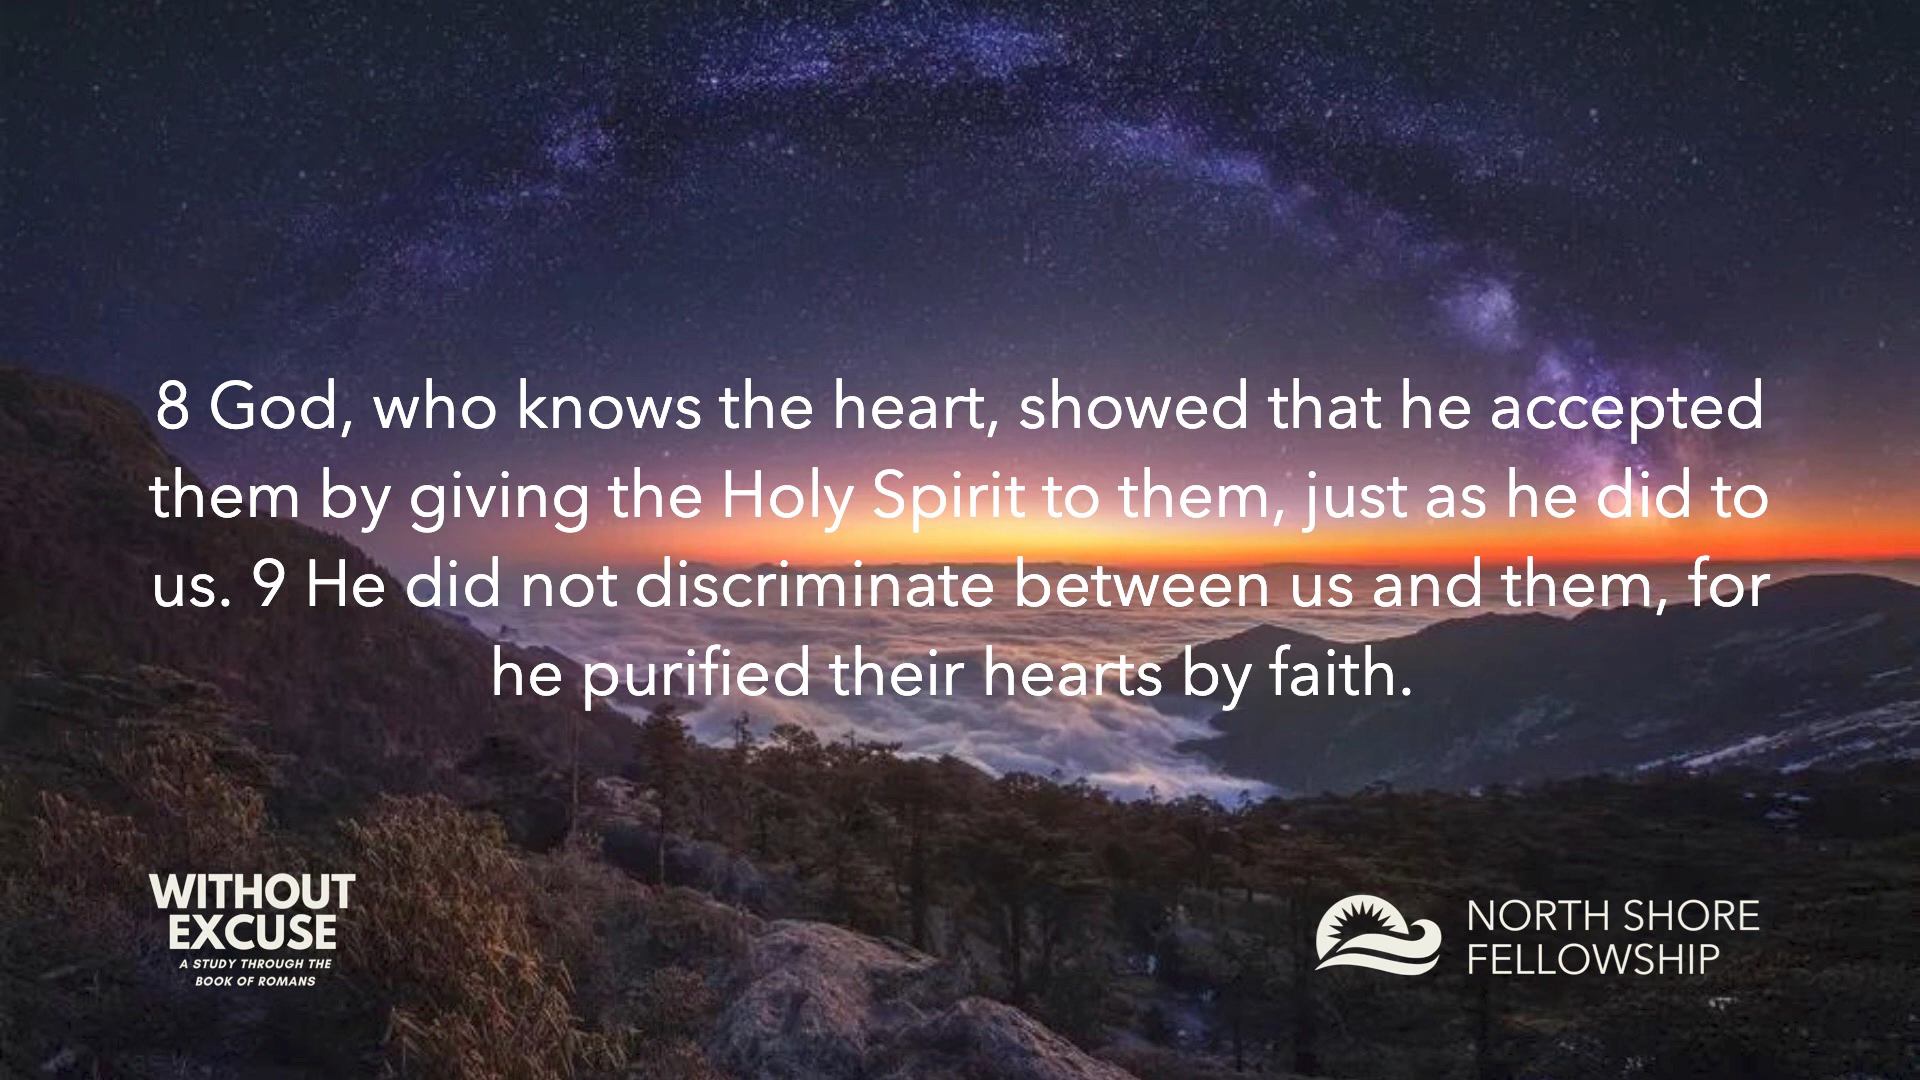 8 God, who knows the heart, showed that he accepted
them by giving the Holy Spirit to them, just as he did to
us. 9 He did not discriminate between us and them, for
he purified their hearts by faith.
WITHOUT
EXCUSE
A STUDY THROUGH THE
BOOK OF ROMANS
NORTH SHORE
FELLOWSHIP